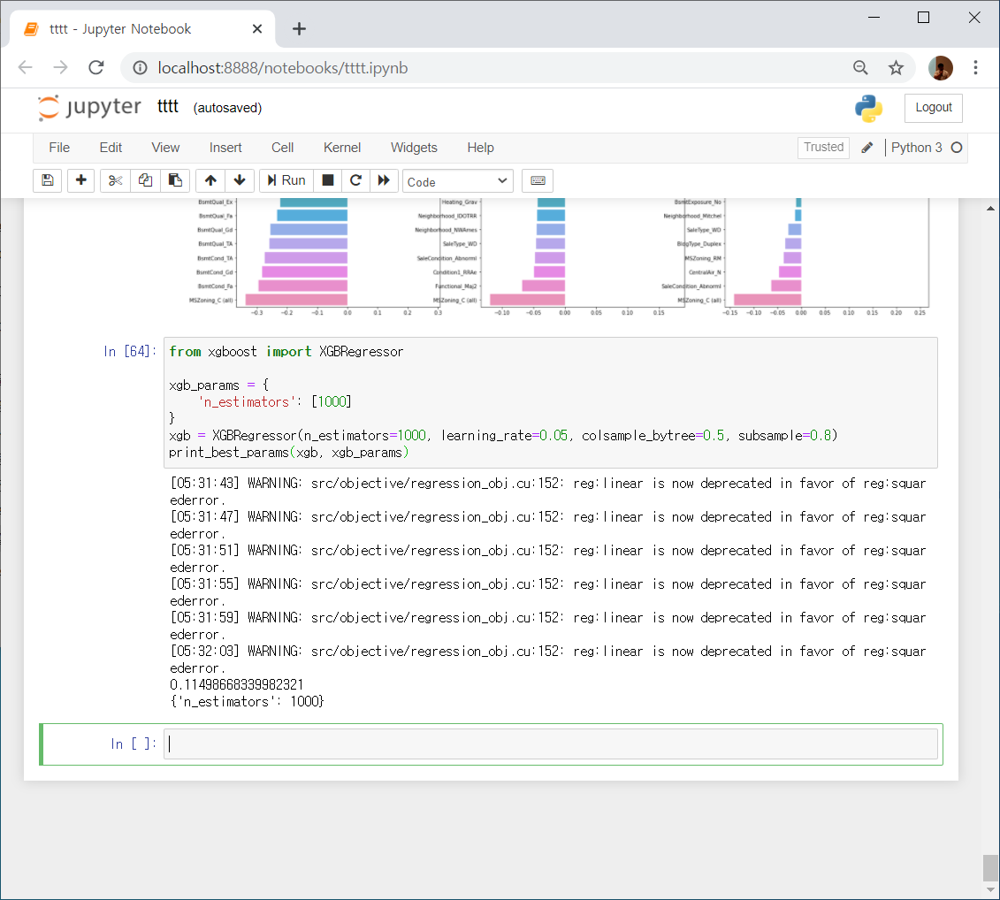 tttt - Jupyter Notebook
localhost:8888/notebooks/tttt.ipynb
jupyter tttt (autosaved)
Logout
File Edit View Insert Cell Kernel Widgets Help
Trusted Python 3
Run Code
BsmtQual_Ex Heating_Grav BsmtExposure_No
BsmtQual_Fa Neighborhood_IDOTRR Neighborhood_Mitchel
BsmtQual_Gd Neighborhood_NWAmes SaleType_WD
BsmtQual_TA SaleType_WD BldgType_Duplex
BsmtCond_TA SaleCondition_Abnorml MSZoning_RM
BsmtCond_Gd Condition1_RRAe CentralAir_N
BsmtCond_Fa Functional_Maj2 SaleCondition_Abnorml
MSZoning_C (all) MSZoning_C (all) MSZoning_C (all)
−0.3 −0.2 −0.1 0.0 0.1 0.2 0.3 −0.10 −0.05 0.00 0.05 0.10 0.15 −0.15 −0.10 −0.05 0.00 0.05 0.10 0.15 0.20 0.25
In [64]: from xgboost import XGBRegressor
xgb_params = {
    'n_estimators': [1000]
}
xgb = XGBRegressor(n_estimators=1000, learning_rate=0.05, colsample_bytree=0.5, subsample=0.8)
print_best_params(xgb, xgb_params)
[05:31:43] WARNING: src/objective/regression_obj.cu:152: reg:linear is now deprecated in favor of reg:squar
ederror.
[05:31:47] WARNING: src/objective/regression_obj.cu:152: reg:linear is now deprecated in favor of reg:squar
ederror.
[05:31:51] WARNING: src/objective/regression_obj.cu:152: reg:linear is now deprecated in favor of reg:squar
ederror.
[05:31:55] WARNING: src/objective/regression_obj.cu:152: reg:linear is now deprecated in favor of reg:squar
ederror.
[05:31:59] WARNING: src/objective/regression_obj.cu:152: reg:linear is now deprecated in favor of reg:squar
ederror.
[05:32:03] WARNING: src/objective/regression_obj.cu:152: reg:linear is now deprecated in favor of reg:squar
ederror.
0.11498668339982321
{'n_estimators': 1000}
In [ ]: